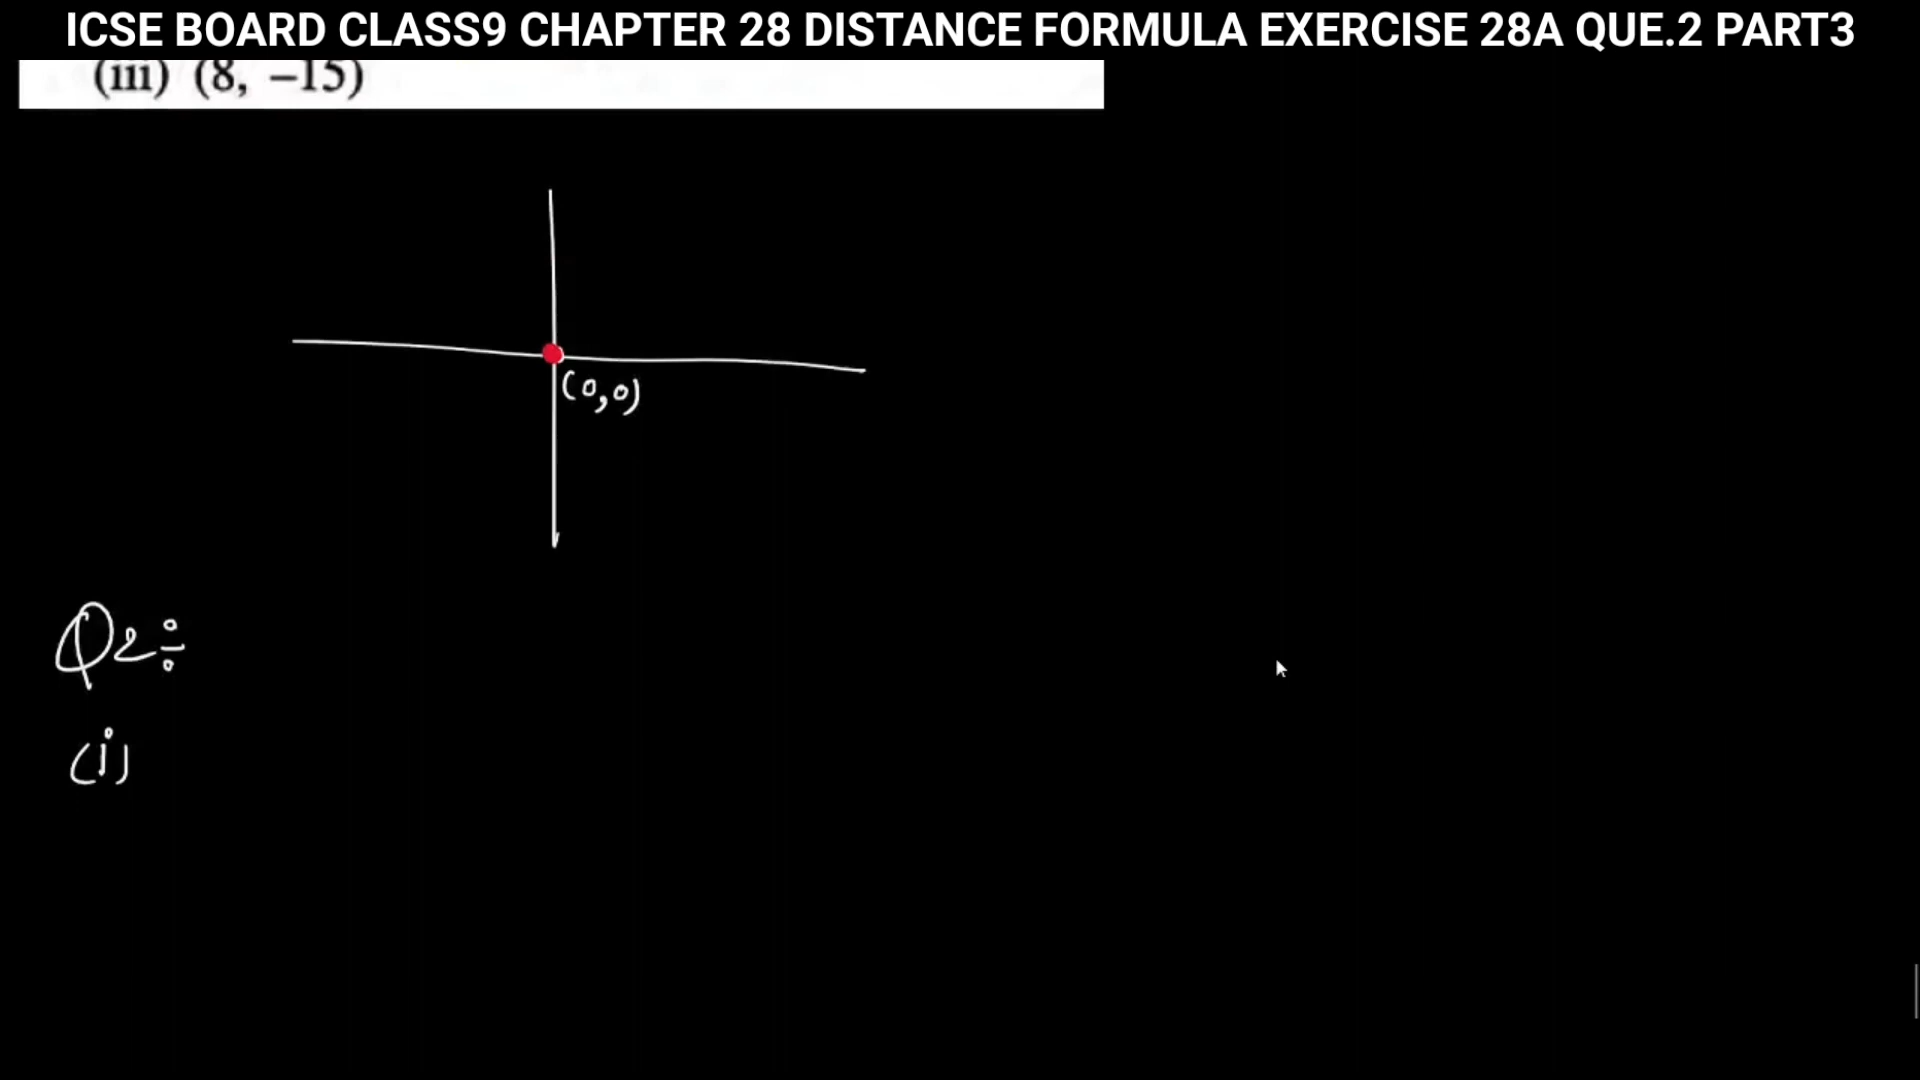 ICSE BOARD CLASS9 CHAPTER 28 DISTANCE FORMULA EXERCISE 28A QUE.2 PART3
(iii) (8, –15)
(0,0)
Q2÷
(i)